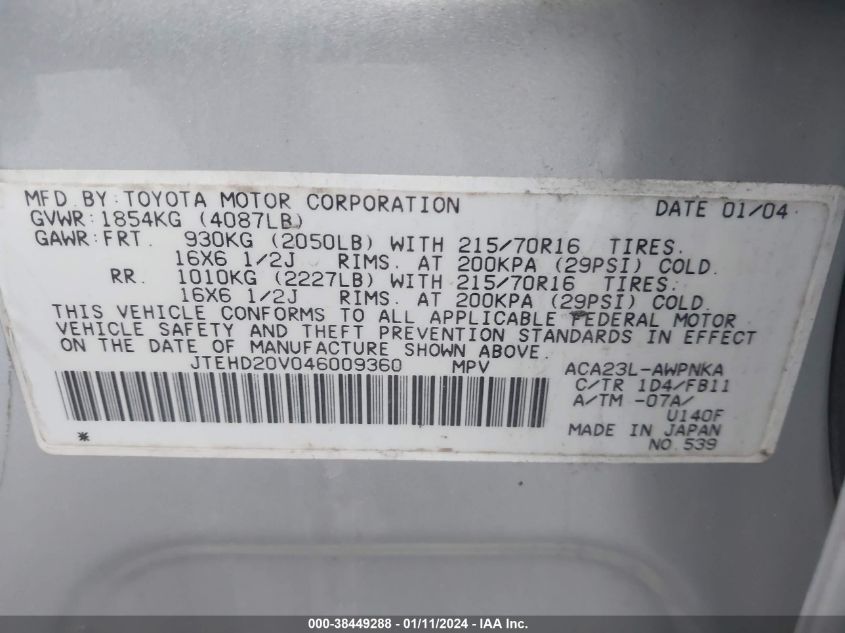 MFD. BY: TOYOTA MOTOR CORPORATION DATE 01/04
GVWR: 1854KG (4087LB)
GAWR: FRT. 930KG (2050LB) WITH 215/70R16 TIRES.
16X6 1/2J RIMS. AT 200KPA (29PSI) COLD.
RR. 1010KG (2227LB) WITH 215/70R16 TIRES.
16X6 1/2J RIMS. AT 200KPA (29PSI) COLD.
THIS VEHICLE CONFORMS TO ALL APPLICABLE FEDERAL MOTOR
VEHICLE SAFETY AND THEFT PREVENTION STANDARDS IN EFFECT
ON THE DATE OF MANUFACTURE SHOWN ABOVE.
JTEHD20V046009360 MPV ACA23L-AWPNKA
C/TR 1D4/FB11
A/TM -07A/
U140F
* MADE IN JAPAN
NO.539
000-38449288 - 01/11/2024 - IAA Inc.